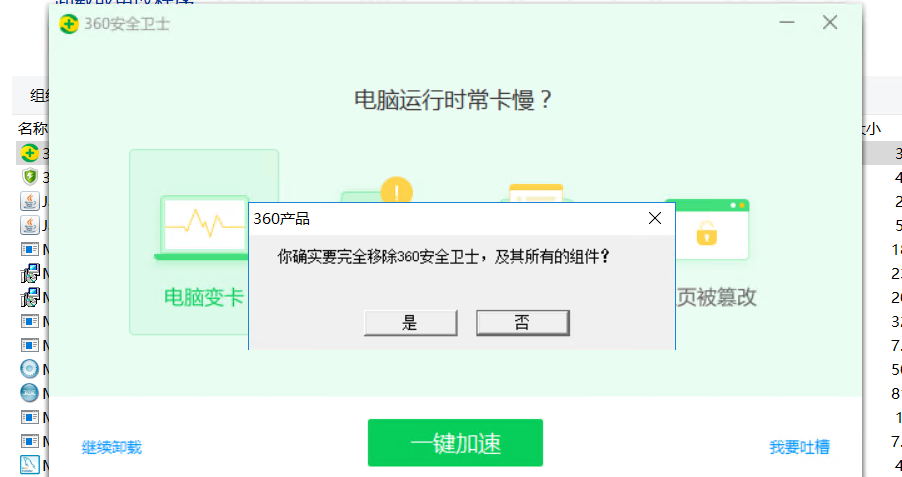 360安全卫士
组
电脑运行时常卡慢？
名称
小
3
3
3
4
J
2
J
5
M
18
M
23
M
20
M
32
M
7.
M
50
M
81
M
1
M
7.
M
4
360产品
你确实要完全移除360安全卫士，及其所有的组件?
是
否
电脑变卡
页被篡改
继续卸载
一键加速
我要吐槽